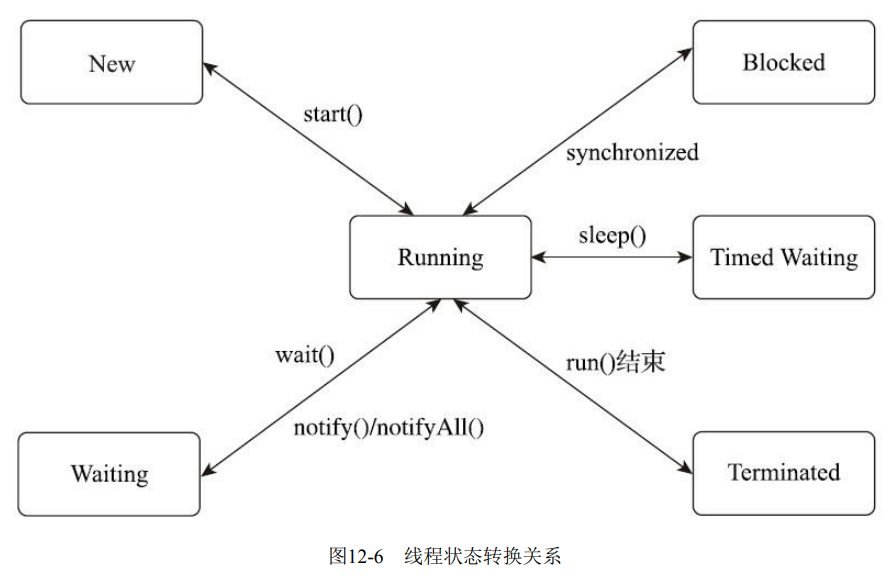 New
Blocked
start()
synchronized
Running
sleep()
Timed Waiting
wait()
run()结束
notify()/notifyAll()
Waiting
Terminated
图12-6 线程状态转换关系